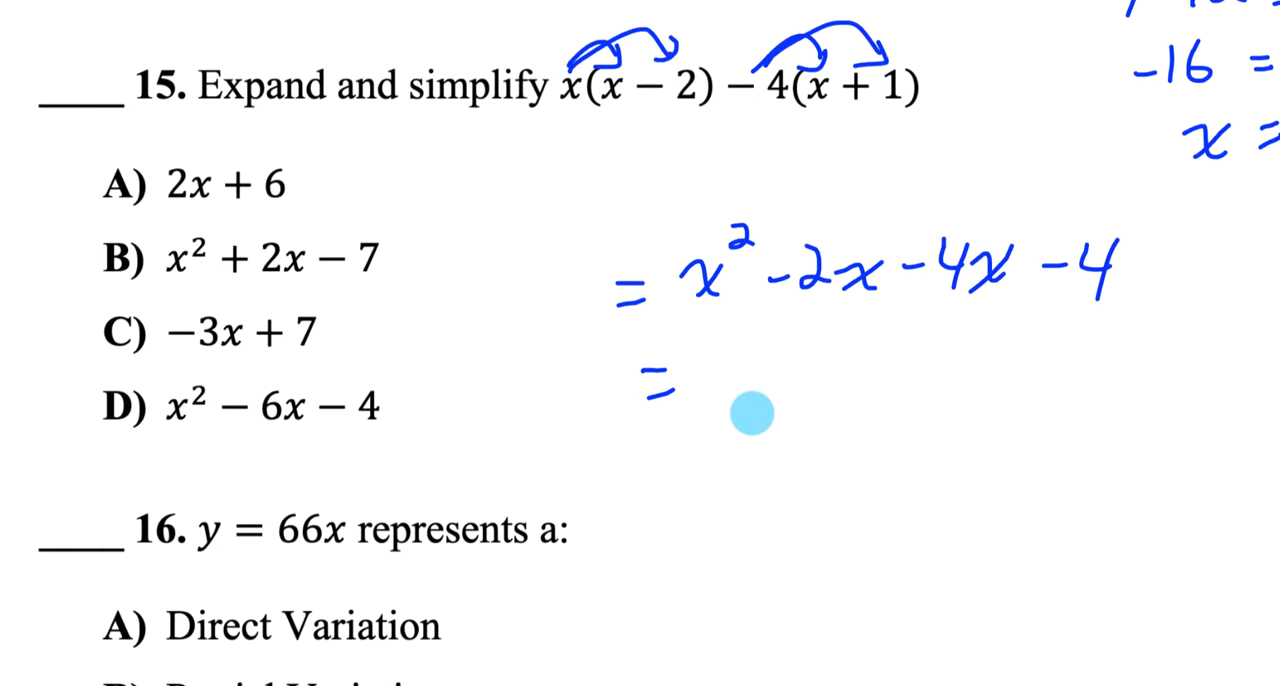 ____ 15. Expand and simplify x(x − 2) − 4(x + 1)
-16 =
x =
A) 2x + 6
B) x² + 2x − 7
= x² -2x -4x -4
C) −3x + 7
=
D) x² − 6x − 4
____ 16. y = 66x represents a:
A) Direct Variation